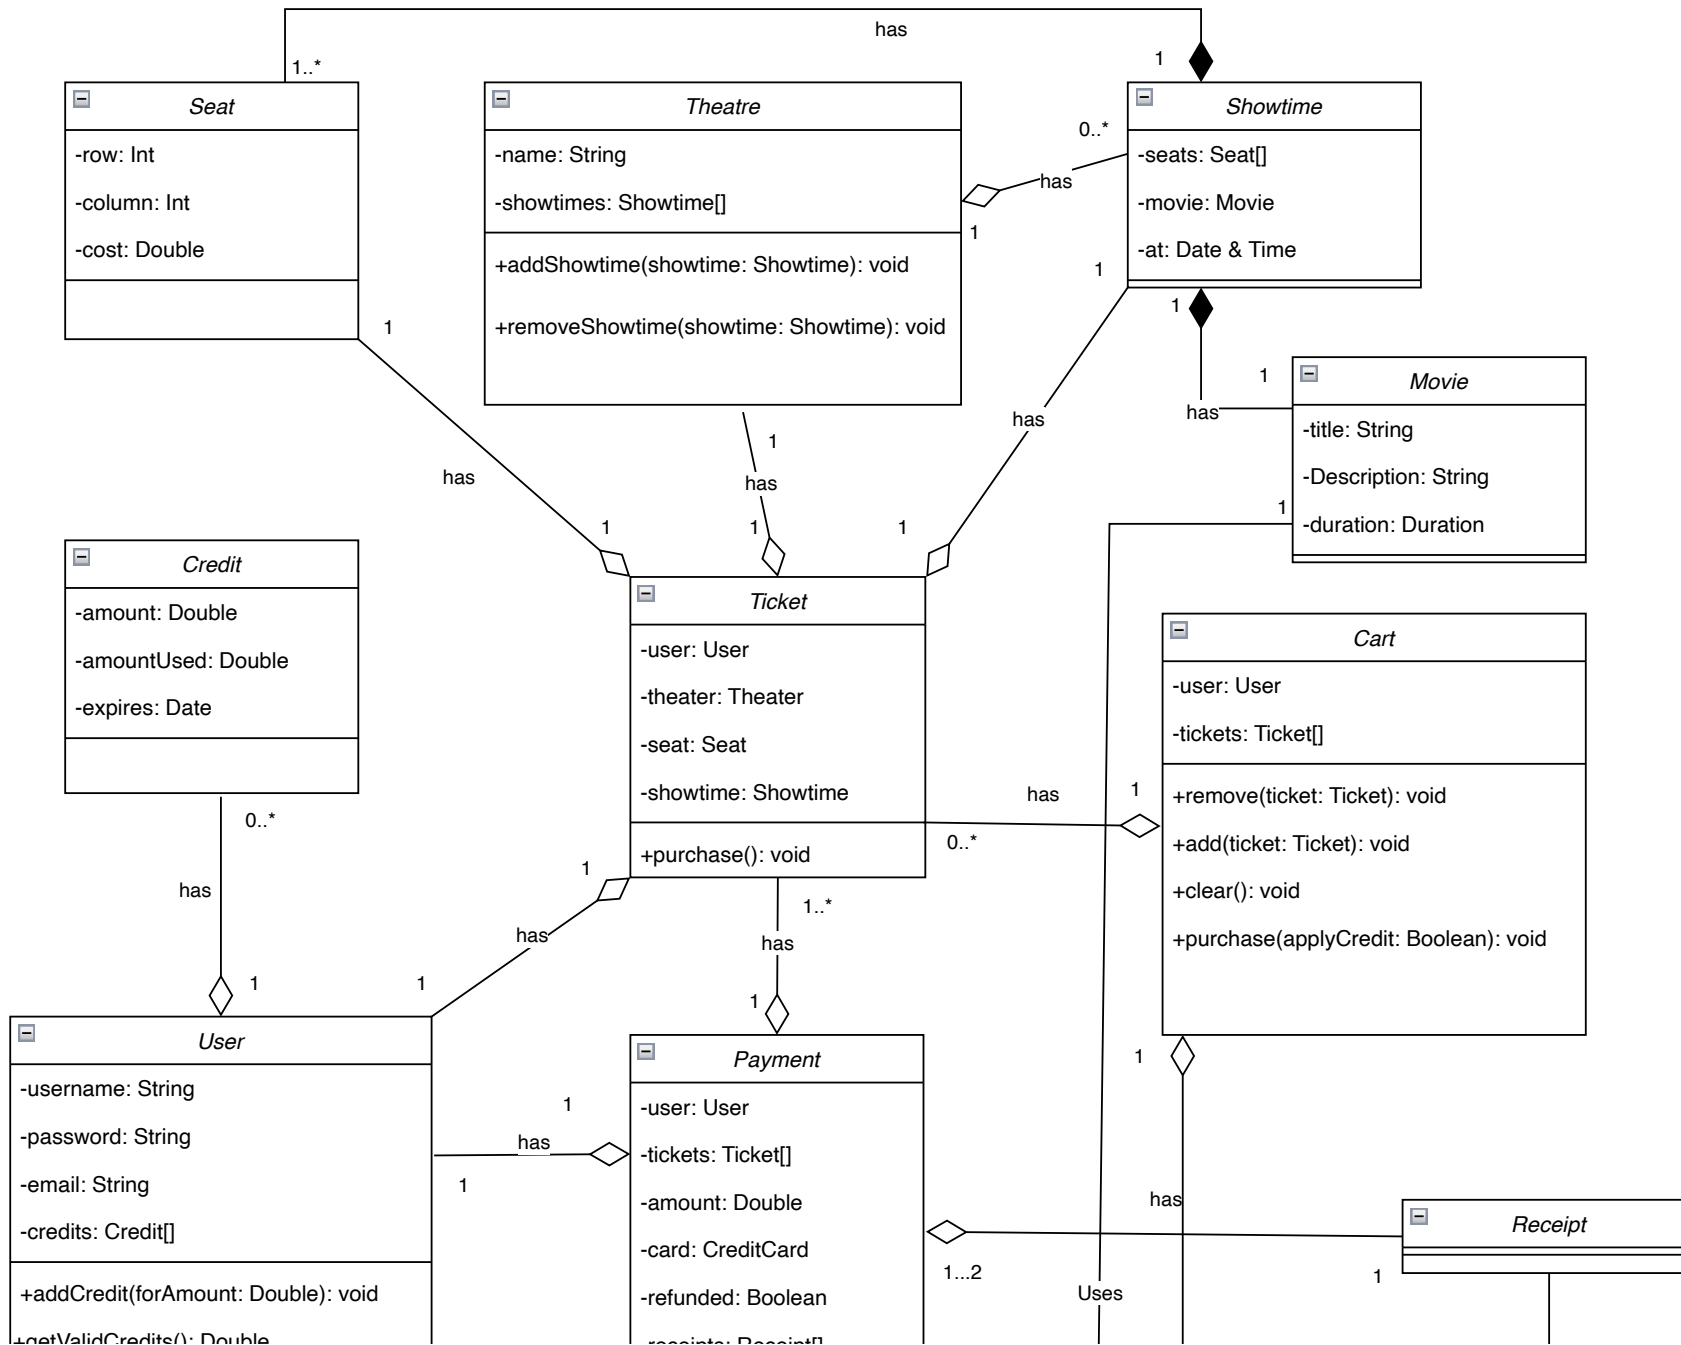 has
1..*
1
Seat
-row: Int
-column: Int
-cost: Double
Theatre
-name: String
-showtimes: Showtime[]
+addShowtime(showtime: Showtime): void
+removeShowtime(showtime: Showtime): void
0..*
has
1
Showtime
-seats: Seat[]
-movie: Movie
-at: Date & Time
1
1
1
1
Movie
-title: String
-Description: String
-duration: Duration
has
has
1
has
1
has
1
1
1
1
Credit
-amount: Double
-amountUsed: Double
-expires: Date
Ticket
-user: User
-theater: Theater
-seat: Seat
-showtime: Showtime
+purchase(): void
Cart
-user: User
-tickets: Ticket[]
+remove(ticket: Ticket): void
+add(ticket: Ticket): void
+clear(): void
+purchase(applyCredit: Boolean): void
has
1
0..*
0..*
has
1
1
has
1
1..*
has
1
User
-username: String
-password: String
-email: String
-credits: Credit[]
+addCredit(forAmount: Double): void
+getValidCredits(): Double
1
has
1
Payment
-user: User
-tickets: Ticket[]
-amount: Double
-card: CreditCard
-refunded: Boolean
-receipts: Receipt[]
1
has
1...2
Uses
1
Receipt